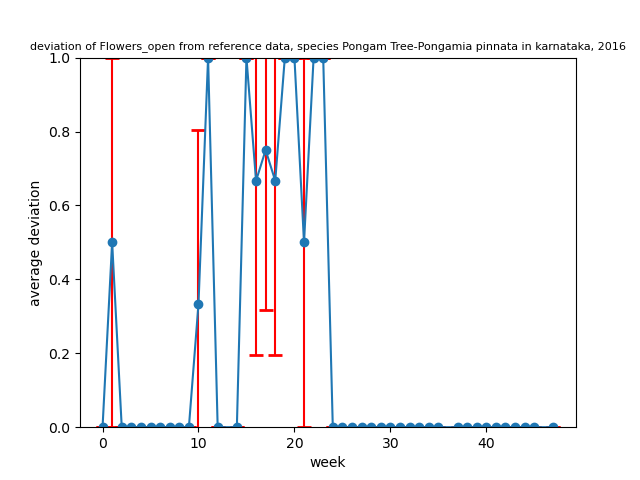 deviation of Flowers_open from reference data, species Pongam Tree-Pongamia pinnata in karnataka, 2016
1.0
0.8
0.6
0.4
0.2
0.0
average deviation
0 10 20 30 40
week